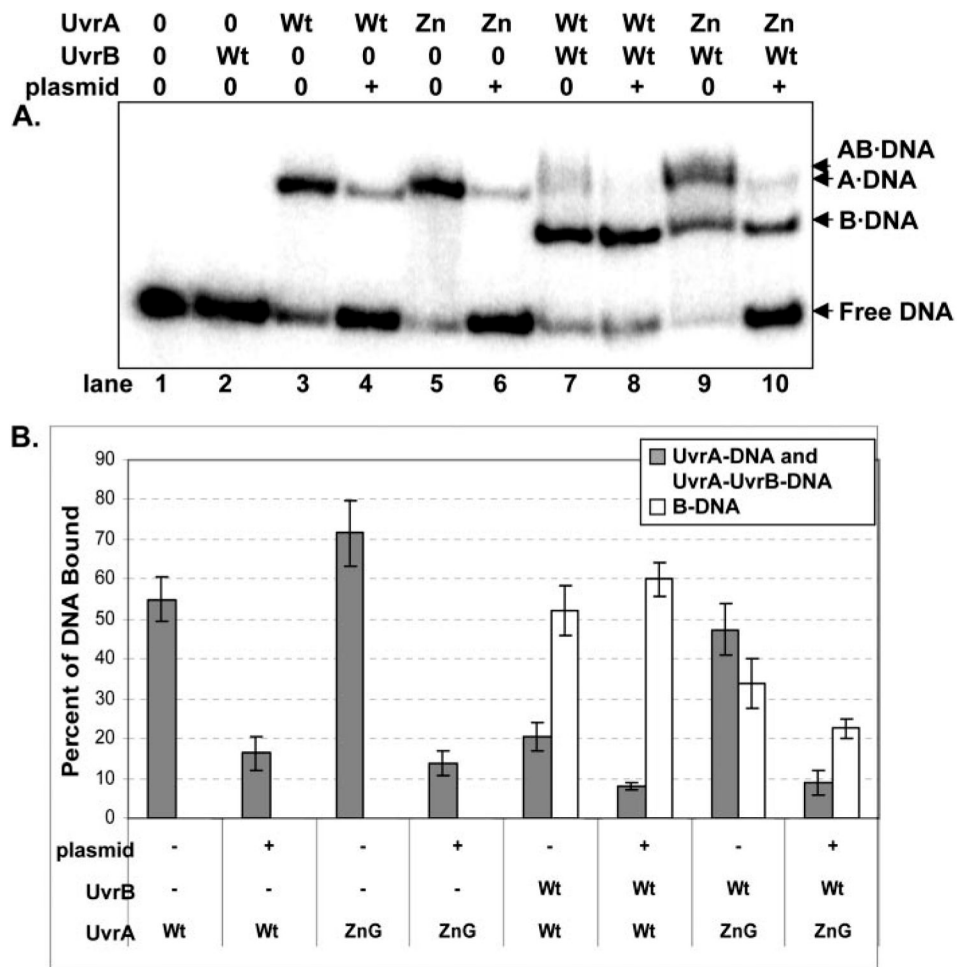 UvrA 0 0 Wt Wt Zn Zn Wt Wt Zn Zn
UvrB 0 Wt 0 0 0 0 Wt Wt Wt Wt
plasmid 0 0 0 + 0 + 0 + 0 +
A.
AB·DNA
A·DNA
B·DNA
Free DNA
lane 1 2 3 4 5 6 7 8 9 10
B.
UvrA-DNA and
UvrA-UvrB-DNA
B-DNA
Percent of DNA Bound
90
80
70
60
50
40
30
20
10
0
plasmid - + - + - + - +
UvrB - - - - Wt Wt Wt Wt
UvrA Wt Wt ZnG ZnG Wt Wt ZnG ZnG